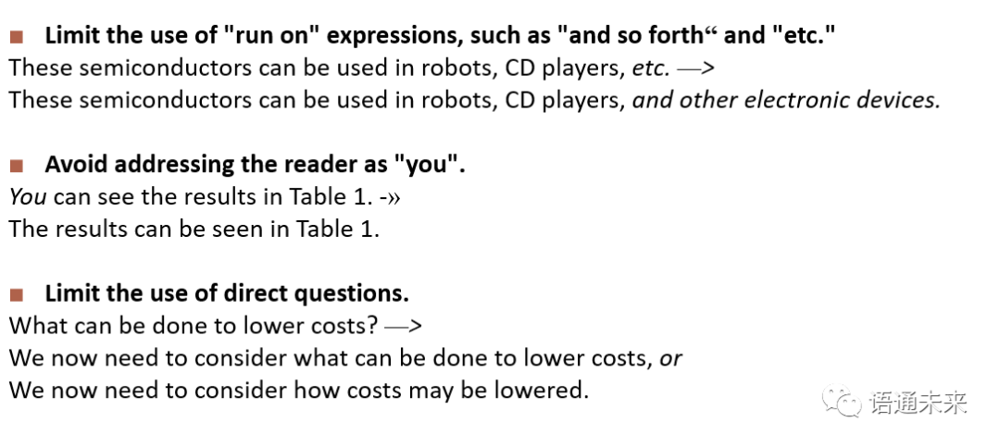 ■ Limit the use of "run on" expressions, such as "and so forth“ and "etc."
These semiconductors can be used in robots, CD players, etc. —>
These semiconductors can be used in robots, CD players, and other electronic devices.
■ Avoid addressing the reader as "you".
You can see the results in Table 1. -»
The results can be seen in Table 1.
■ Limit the use of direct questions.
What can be done to lower costs? —>
We now need to consider what can be done to lower costs, or
We now need to consider how costs may be lowered.
语通未来